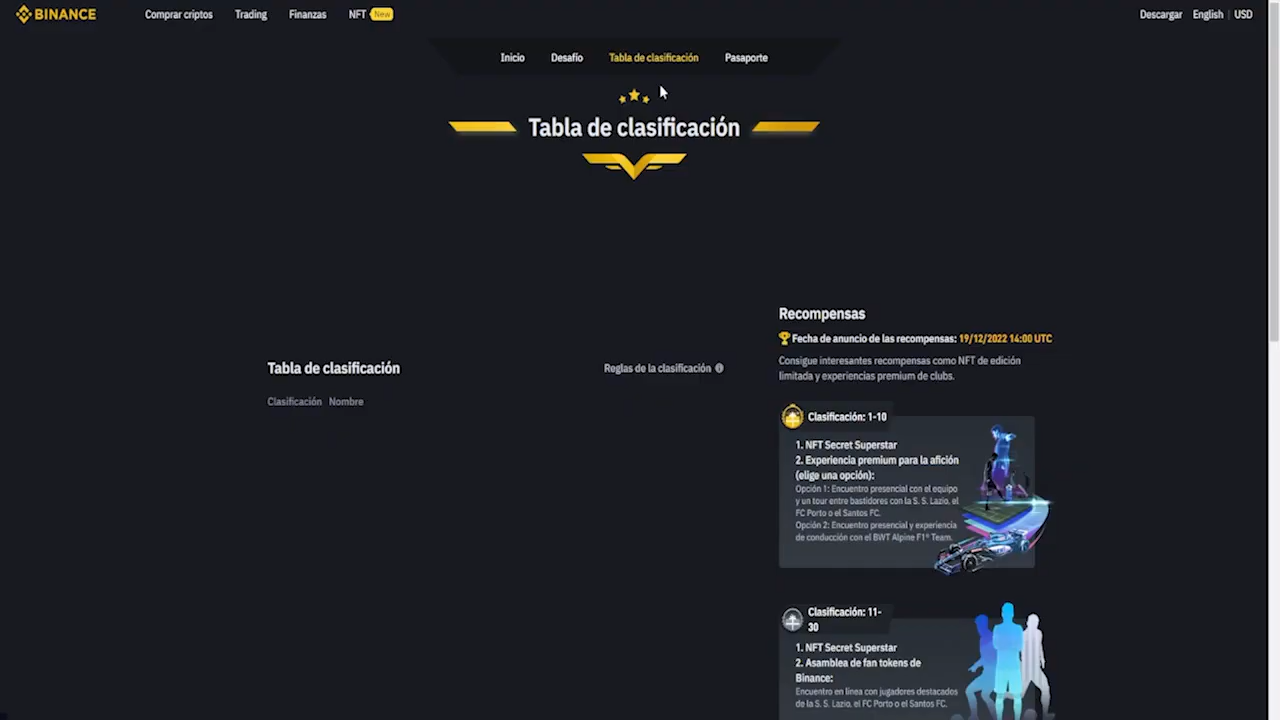 BINANCE
Comprar criptos
Trading
Finanzas
NFT New
Descargar
English | USD
Inicio
Desafío
Tabla de clasificación
Pasaporte
Tabla de clasificación
Recompensas
Fecha de anuncio de las recompensas: 19/12/2022 14:00 UTC
Consigue interesantes recompensas como NFT de edición
limitada y experiencias premium de clubs.
Tabla de clasificación
Reglas de la clasificación
Clasificación Nombre
Clasificación: 1-10
1. NFT Secret Superstar
2. Experiencia premium para la afición
(elige una opción):
Opción 1: Encuentro presencial con el equipo
y un tour entre bastidores con la S. S. Lazio, el
FC Porto o el Santos FC.
Opción 2: Encuentro presencial y experiencia
de conducción con el BWT Alpine F1® Team.
Clasificación: 11-
30
1. NFT Secret Superstar
2. Asamblea de fan tokens de
Binance:
Encuentro en línea con jugadores destacados
de la S. S. Lazio, el FC Porto o el Santos FC.